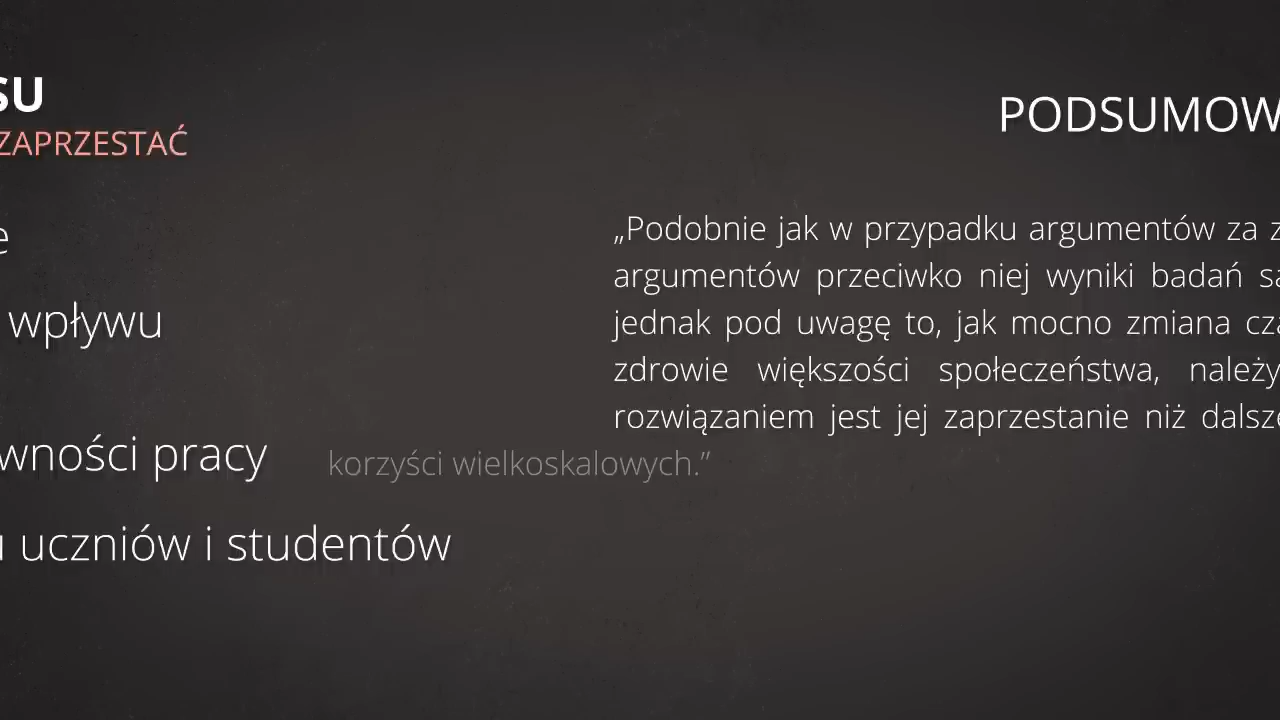 SU
ZAPRZESTAĆ
e
wpływu
wności pracy
u uczniów i studentów
PODSUMOW
„Podobnie jak w przypadku argumentów za z
argumentów przeciwko niej wyniki badań są
jednak pod uwagę to, jak mocno zmiana cza
zdrowie większości społeczeństwa, należy
rozwiązaniem jest jej zaprzestanie niż dalsze
korzyści wielkoskalowych.”